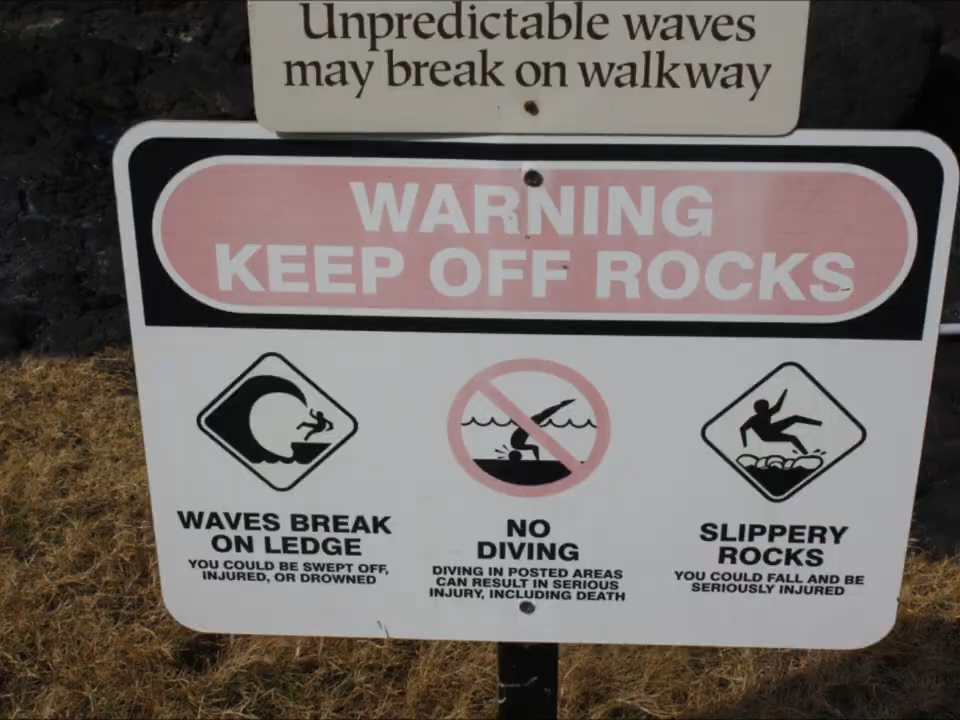 Unpredictable waves
may break on walkway
WARNING
KEEP OFF ROCKS
WAVES BREAK
ON LEDGE
YOU COULD BE SWEPT OFF,
INJURED, OR DROWNED
NO
DIVING
DIVING IN POSTED AREAS
CAN RESULT IN SERIOUS
INJURY, INCLUDING DEATH
SLIPPERY
ROCKS
YOU COULD FALL AND BE
SERIOUSLY INJURED